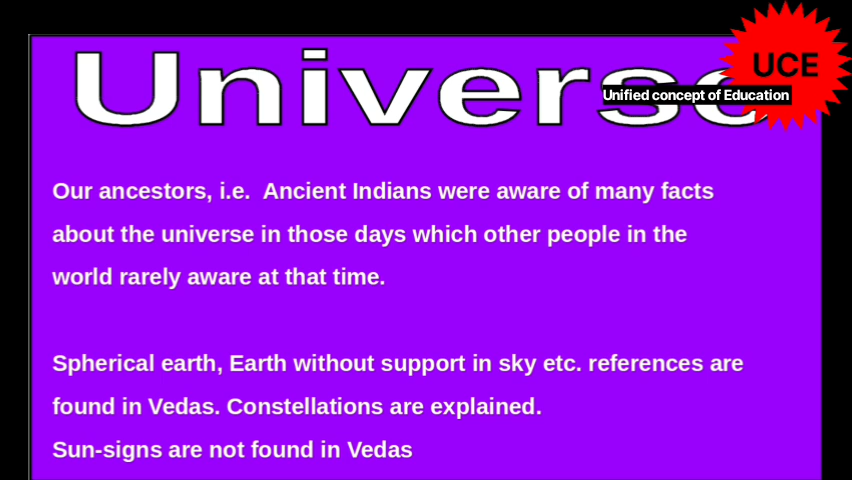 Universe
UCE
Unified concept of Education
Our ancestors, i.e.  Ancient Indians were aware of many facts
about the universe in those days which other people in the
world rarely aware at that time.
Spherical earth, Earth without support in sky etc. references are
found in Vedas. Constellations are explained.
Sun-signs are not found in Vedas